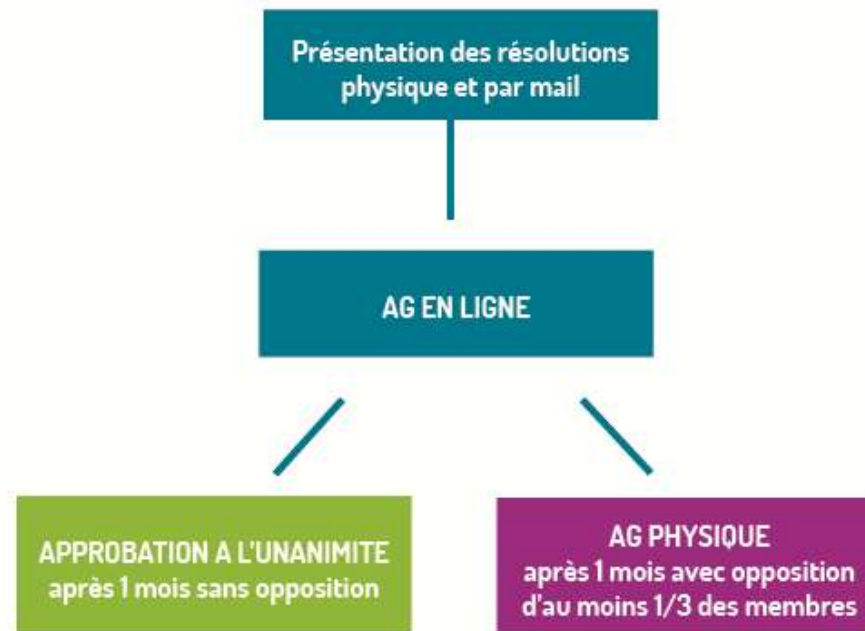 Présentation des résolutions
physique et par mail
AG EN LIGNE
APPROBATION A L'UNANIMITE
après 1 mois sans opposition
AG PHYSIQUE
après 1 mois avec opposition
d'au moins 1/3 des membres